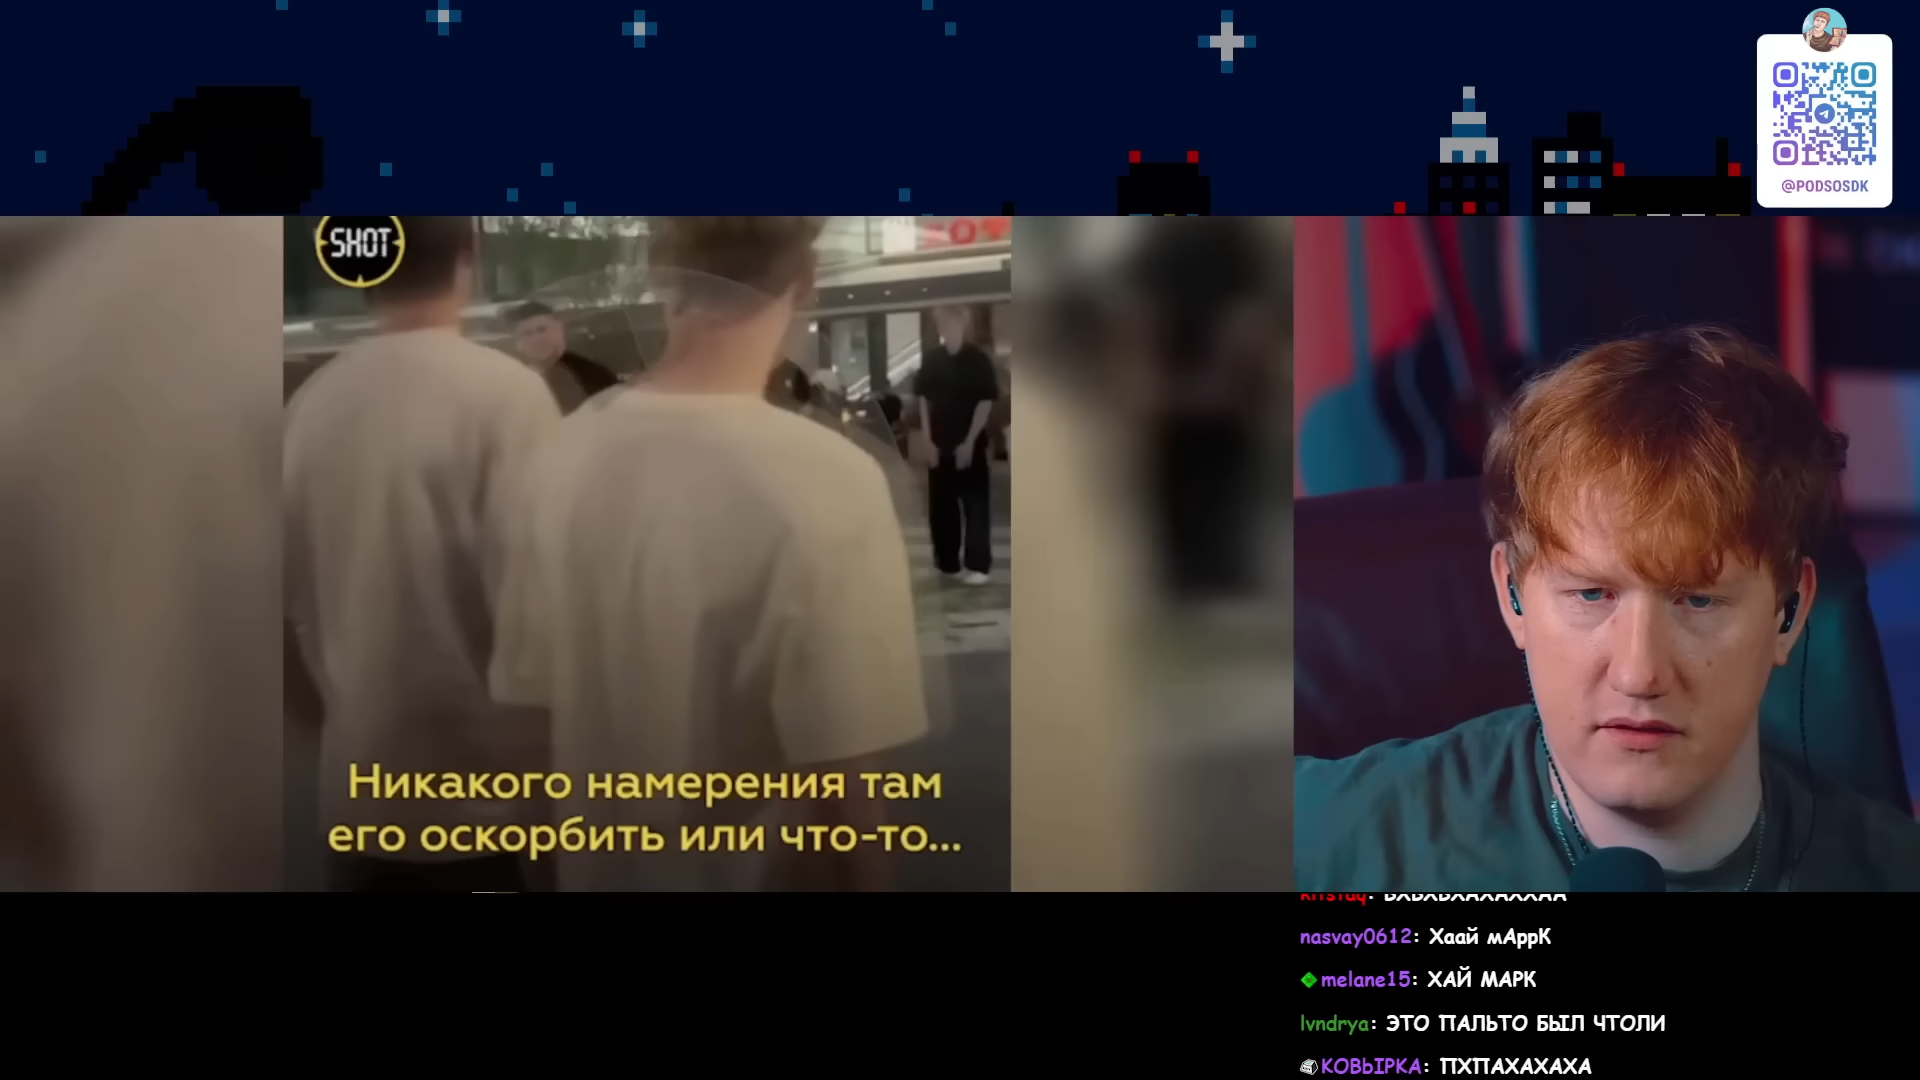 @PODSOSDK
SHOT
Никакого намерения там
его оскорбить или что-то...
nasvay0612: Хаай мАррК
melane15: ХАЙ МАРК
lvndrya: ЭТО ПАЛЬТО БЫЛ ЧТОЛИ
КОВЫРКА: ПХПАХАХАХА